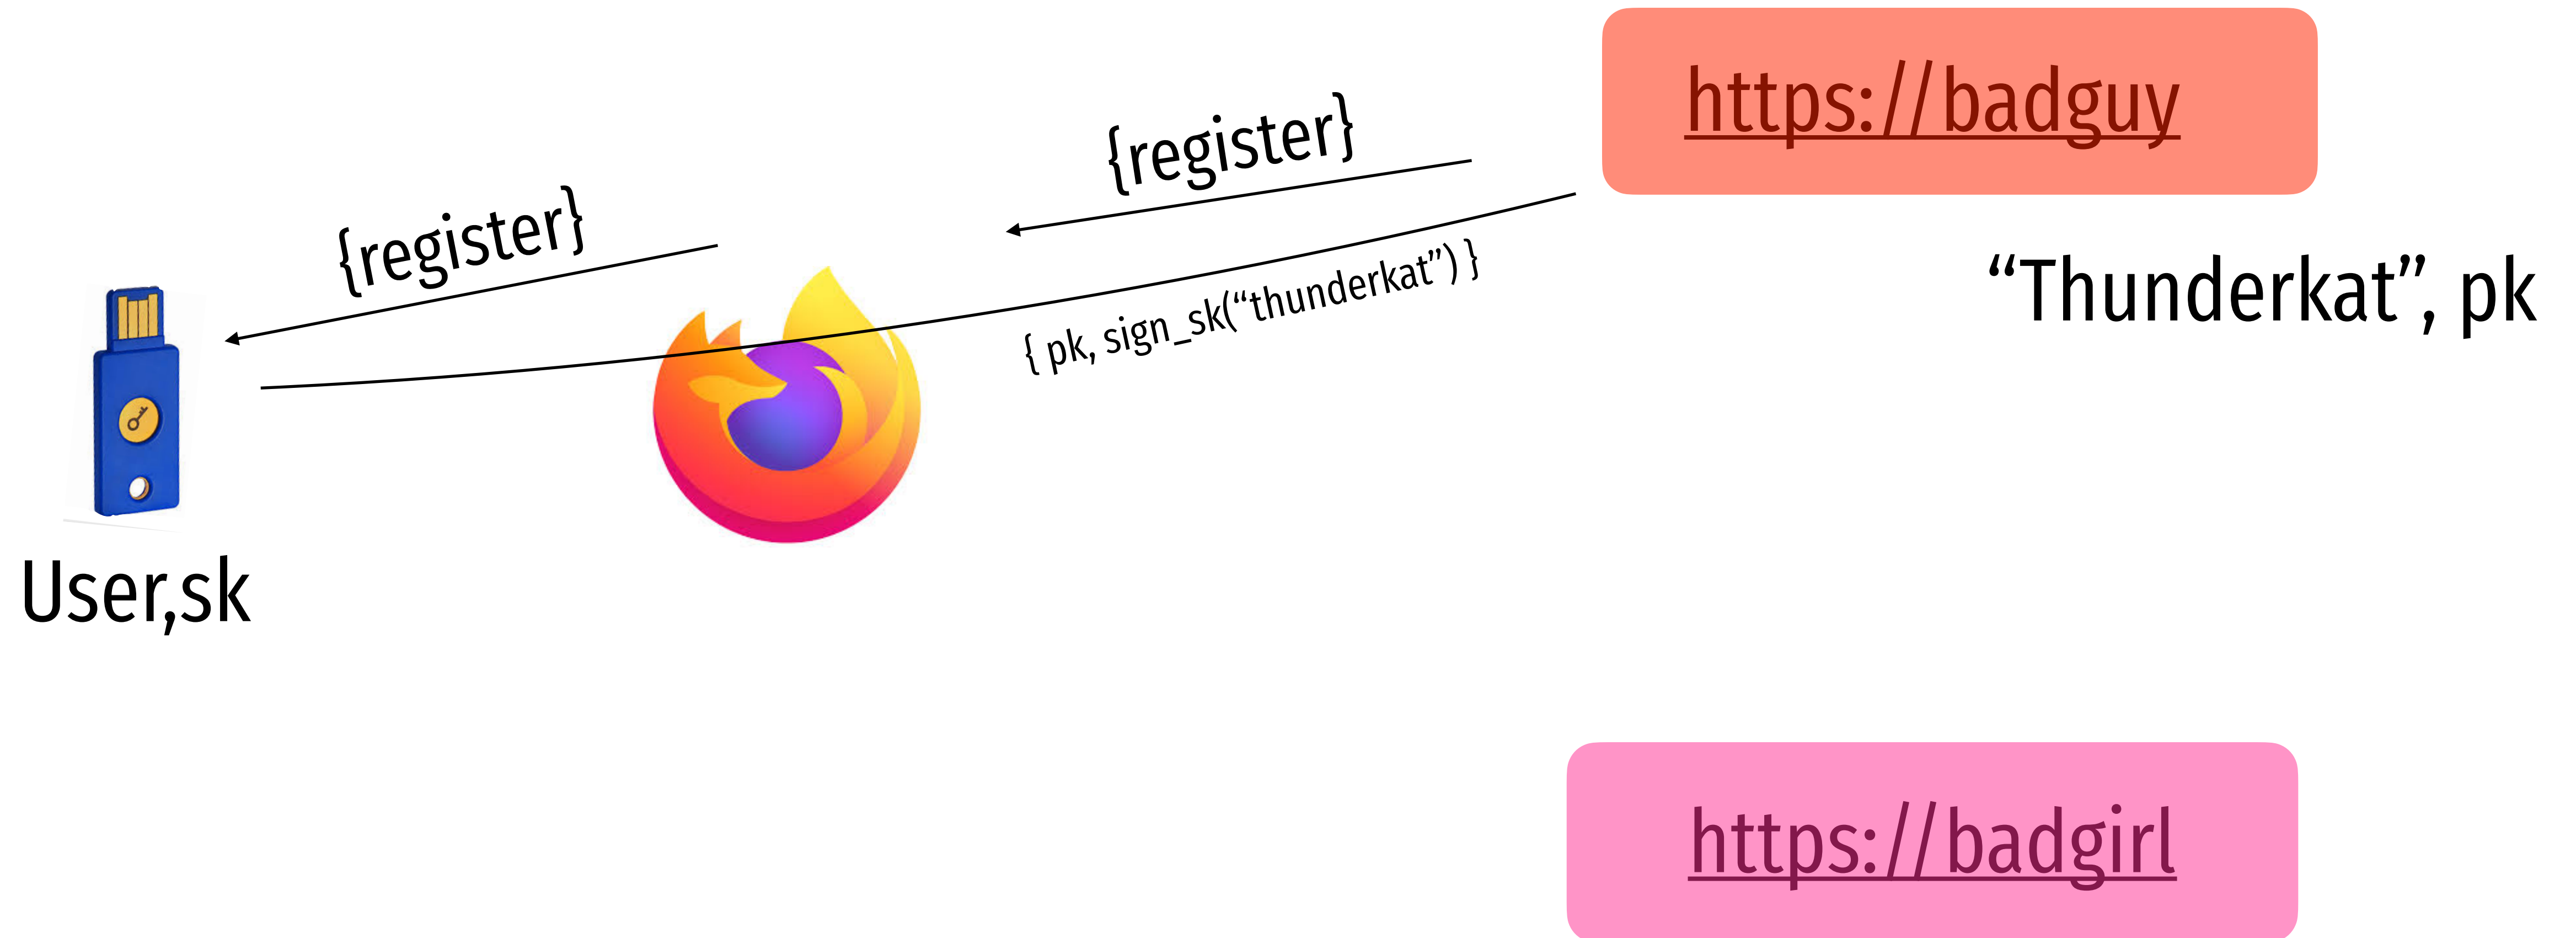 https://badguy
{register}
{register}
{ pk, sign_sk(“thunderkat”) }
“Thunderkat”, pk
User,sk
https://badgirl